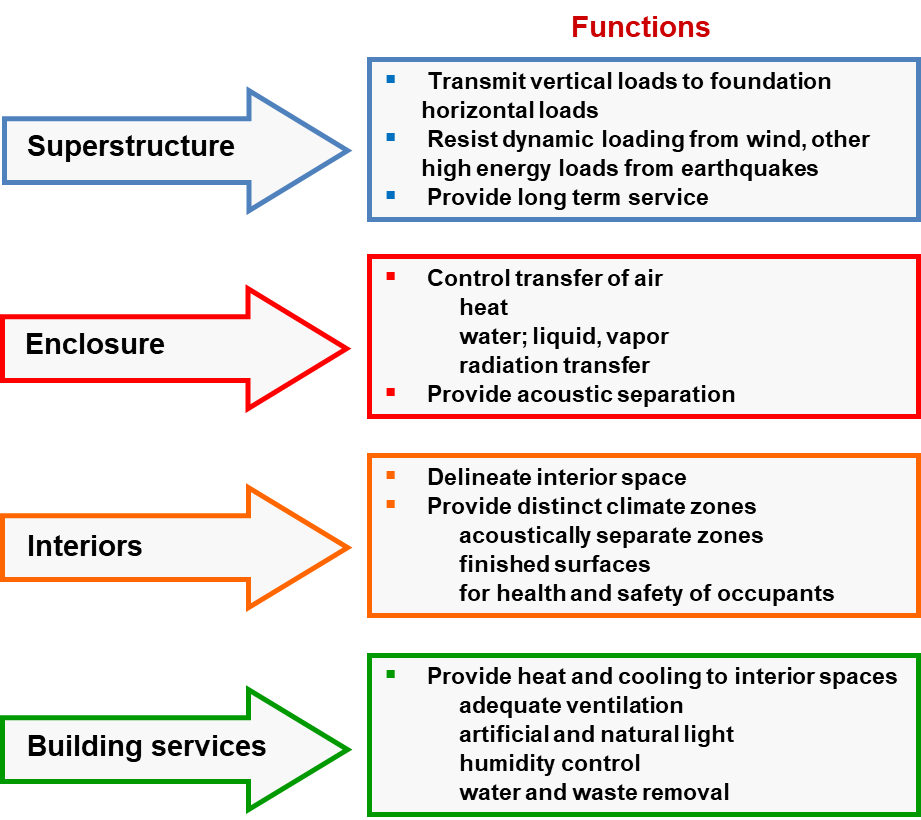 Functions
Superstructure
▪ Transmit vertical loads to foundation
horizontal loads
▪ Resist dynamic loading from wind, other
high energy loads from earthquakes
▪ Provide long term service
Enclosure
▪ Control transfer of air
heat
water; liquid, vapor
radiation transfer
▪ Provide acoustic separation
Interiors
▪ Delineate interior space
▪ Provide distinct climate zones
acoustically separate zones
finished surfaces
for health and safety of occupants
Building services
▪ Provide heat and cooling to interior spaces
adequate ventilation
artificial and natural light
humidity control
water and waste removal